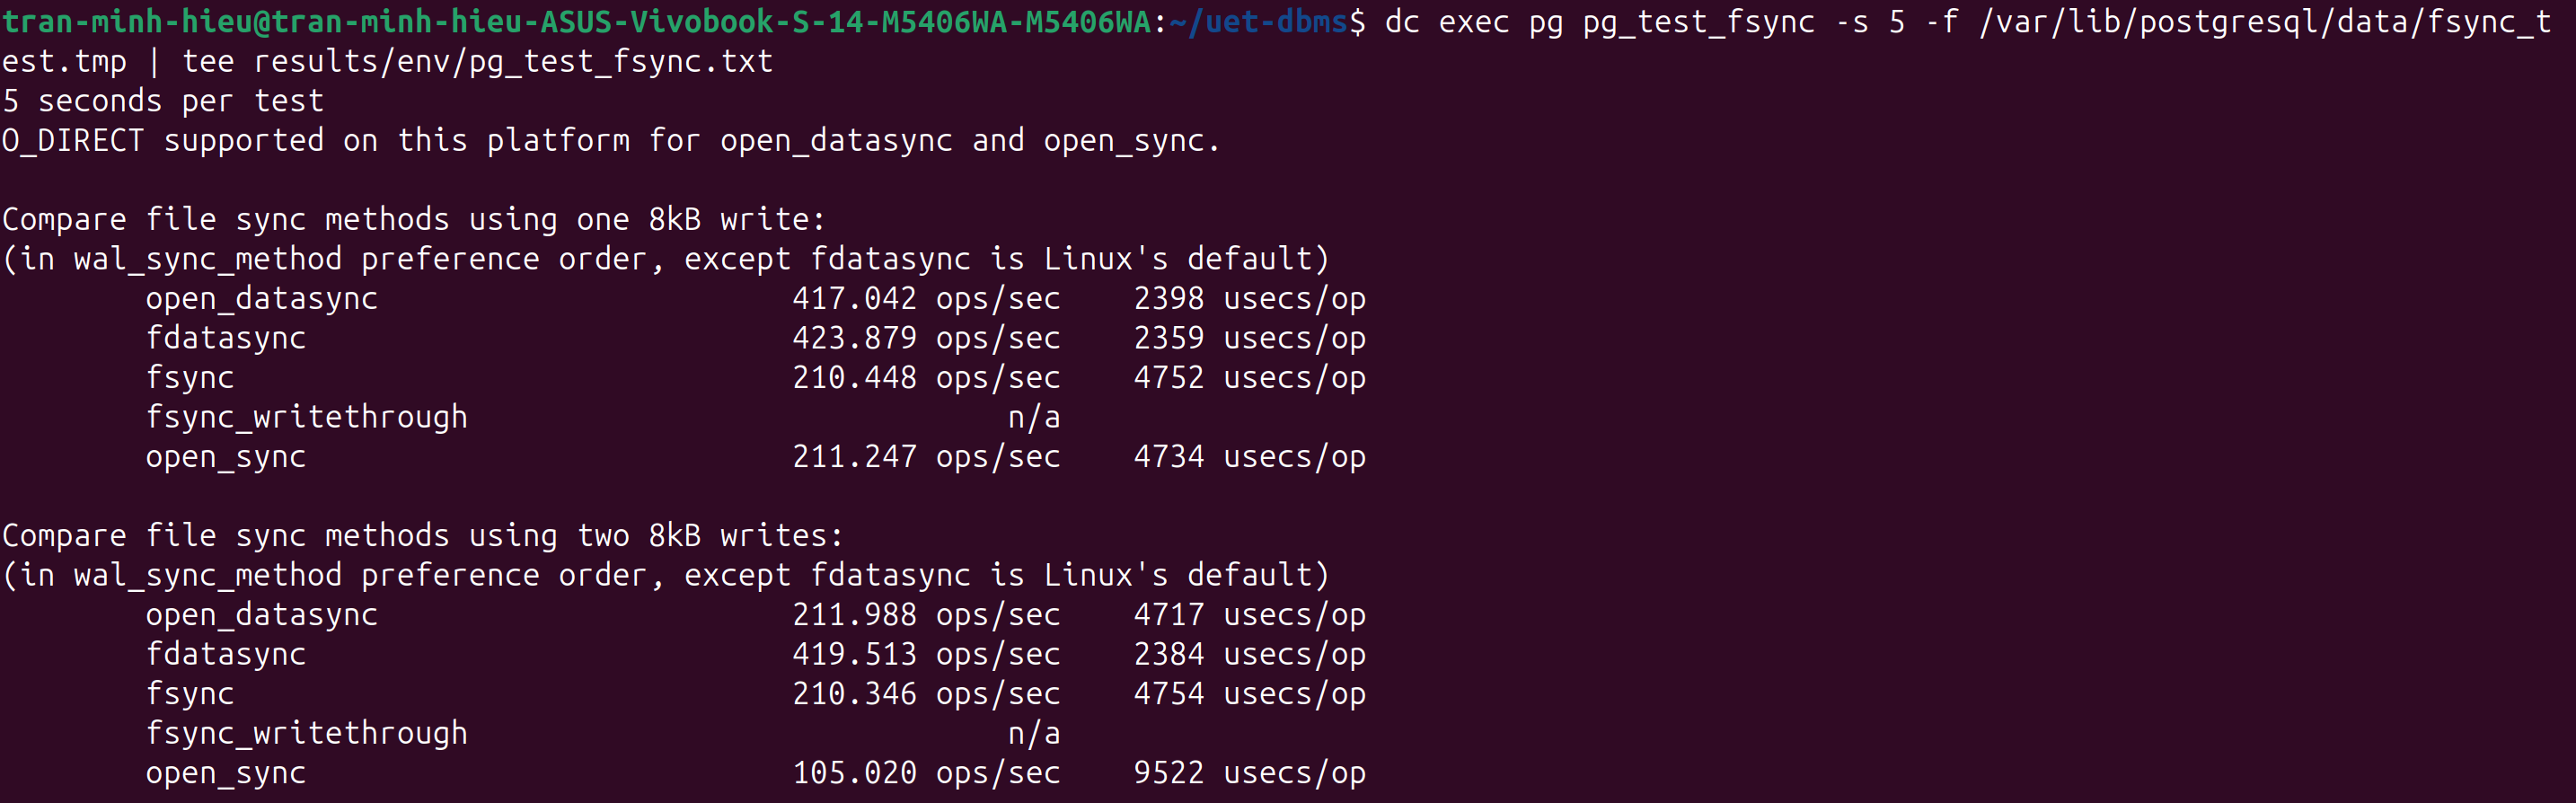 tran-minh-hieu@tran-minh-hieu-ASUS-Vivobook-S-14-M5406WA-M5406WA:~/uet-dbms$ dc exec pg pg_test_fsync -s 5 -f /var/lib/postgresql/data/fsync_t
est.tmp | tee results/env/pg_test_fsync.txt
5 seconds per test
O_DIRECT supported on this platform for open_datasync and open_sync.

Compare file sync methods using one 8kB write:
(in wal_sync_method preference order, except fdatasync is Linux's default)
        open_datasync                       417.042 ops/sec    2398 usecs/op
        fdatasync                           423.879 ops/sec    2359 usecs/op
        fsync                               210.448 ops/sec    4752 usecs/op
        fsync_writethrough                              n/a
        open_sync                           211.247 ops/sec    4734 usecs/op

Compare file sync methods using two 8kB writes:
(in wal_sync_method preference order, except fdatasync is Linux's default)
        open_datasync                       211.988 ops/sec    4717 usecs/op
        fdatasync                           419.513 ops/sec    2384 usecs/op
        fsync                               210.346 ops/sec    4754 usecs/op
        fsync_writethrough                              n/a
        open_sync                           105.020 ops/sec    9522 usecs/op